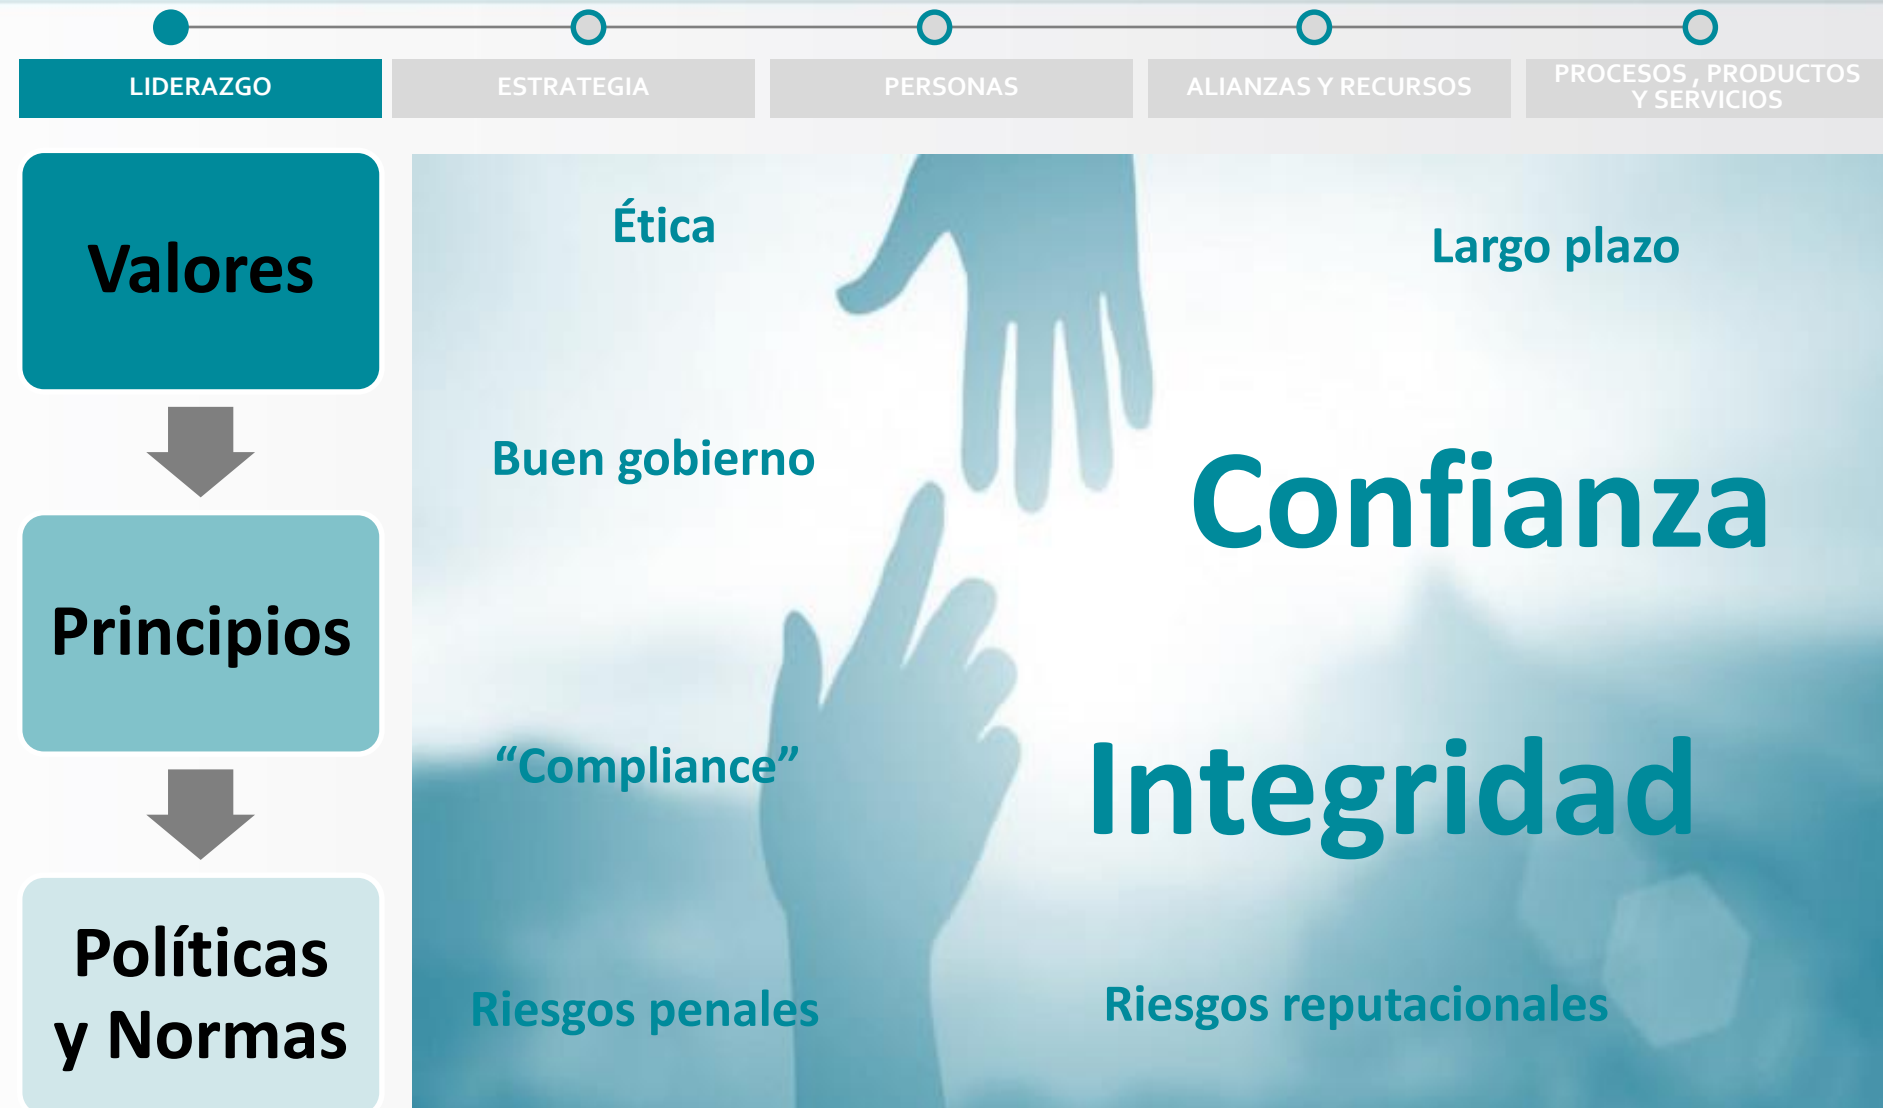 LIDERAZGO
ESTRATEGIA
PERSONAS
ALIANZAS Y RECURSOS
PROCESOS , PRODUCTOS
Y SERVICIOS
Valores
Principios
Políticas
y Normas
Ética
Largo plazo
Buen gobierno
Confianza
“Compliance”
Integridad
Riesgos penales
Riesgos reputacionales